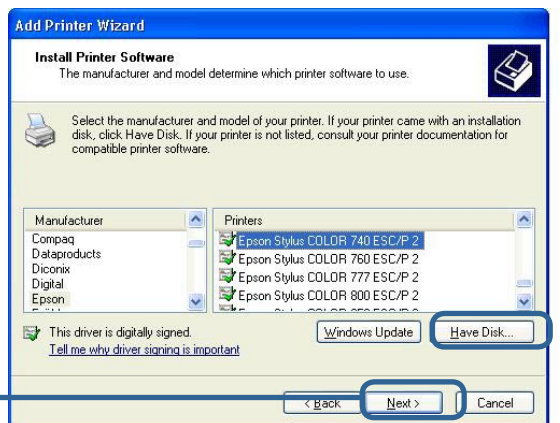 Add Printer Wizard
Install Printer Software
The manufacturer and model determine which printer software to use.
Select the manufacturer and model of your printer. If your printer came with an installation
disk, click Have Disk. If your printer is not listed, consult your printer documentation for
compatible printer software.
Manufacturer
Compaq
Dataproducts
Diconix
Digital
Epson
Printers
Epson Stylus COLOR 740 ESC/P 2
Epson Stylus COLOR 760 ESC/P 2
Epson Stylus COLOR 777 ESC/P 2
Epson Stylus COLOR 800 ESC/P 2
This driver is digitally signed.
Tell me why driver signing is important
Windows Update
Have Disk...
< Back
Next >
Cancel